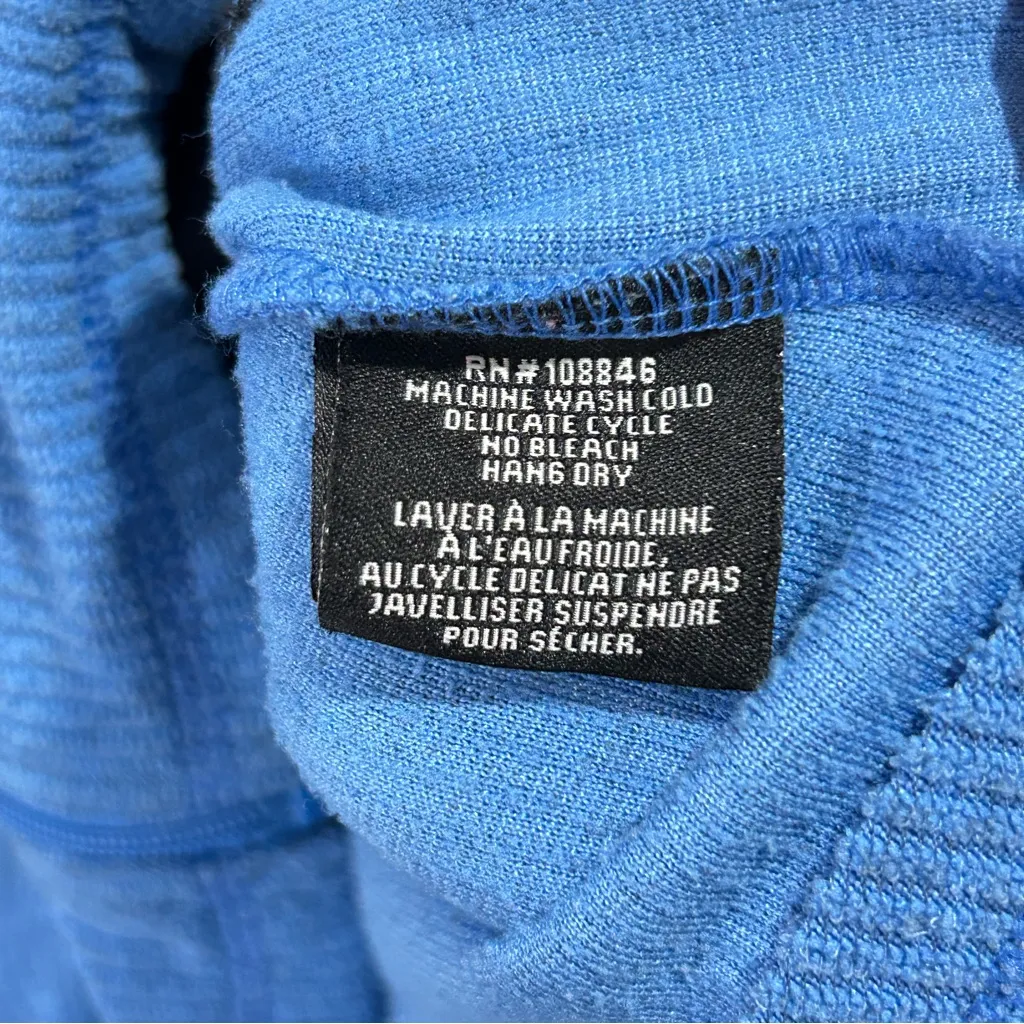 RN#108846
MACHINE WASH COLD
DELICATE CYCLE
NO BLEACH
HANG DRY
LAVER À LA MACHINE
À L'EAU FROIDE,
AU CYCLE DELICAT NE PAS
JAVELLISER SUSPENDRE
POUR SÉCHER.